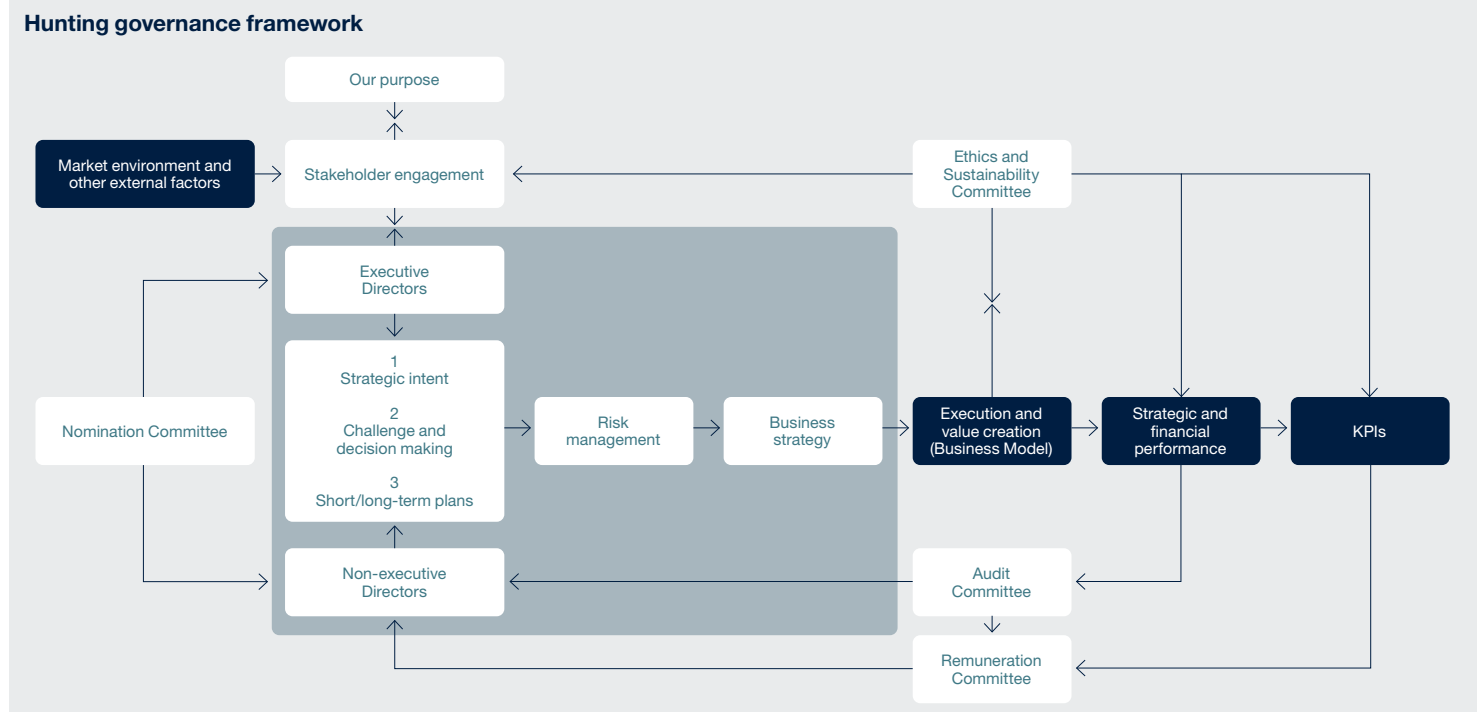 Hunting governance framework
Our purpose
Market environment and
other external factors
Stakeholder engagement
Ethics and
Sustainability
Committee
Executive
Directors
1
Strategic intent
2
Challenge and
decision making
3
Short/long-term plans
Nomination Committee
Risk
management
Business
strategy
Execution and
value creation
(Business Model)
Strategic and
financial
performance
KPIs
Non-executive
Directors
Audit
Committee
Remuneration
Committee